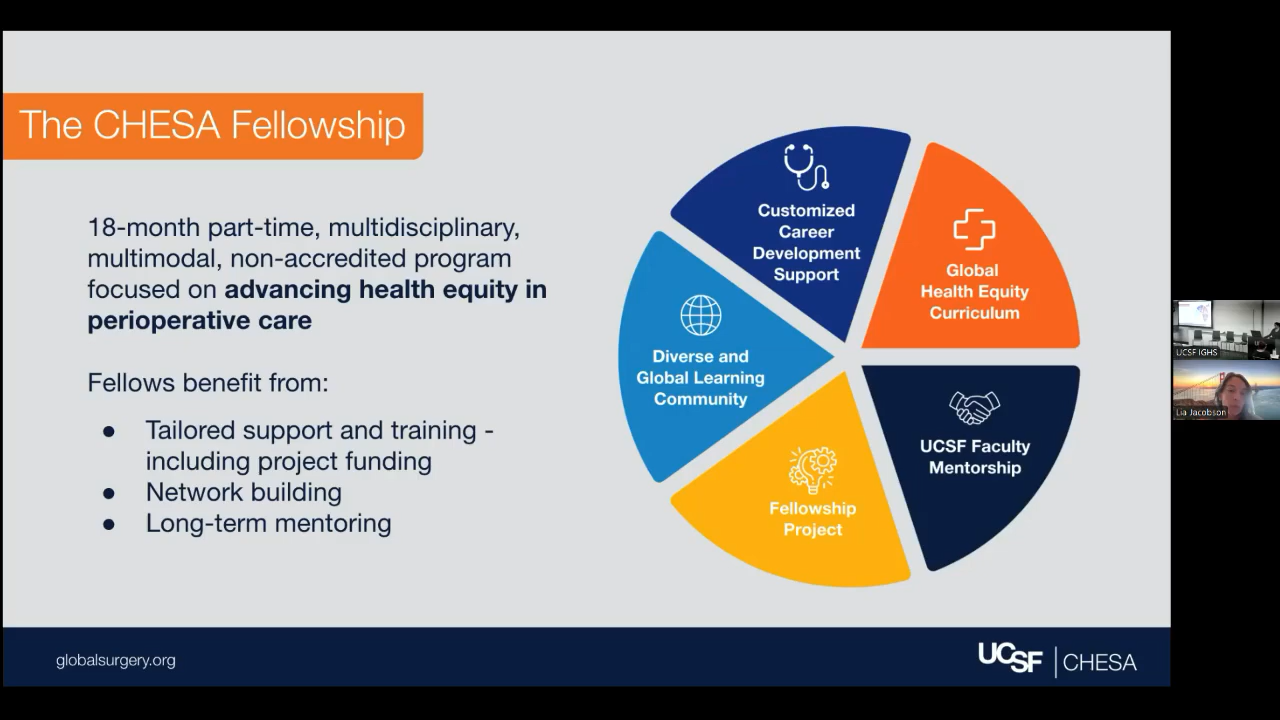 The CHESA Fellowship
18-month part-time, multidisciplinary,
multimodal, non-accredited program
focused on advancing health equity in
perioperative care
Fellows benefit from:
● Tailored support and training -
including project funding
● Network building
● Long-term mentoring
Customized
Career
Development
Support
Global
Health Equity
Curriculum
Diverse and
Global Learning
Community
UCSF Faculty
Mentorship
Fellowship
Project
globalsurgery.org
UCSF | CHESA
UCSF IGHS
Lia Jacobson